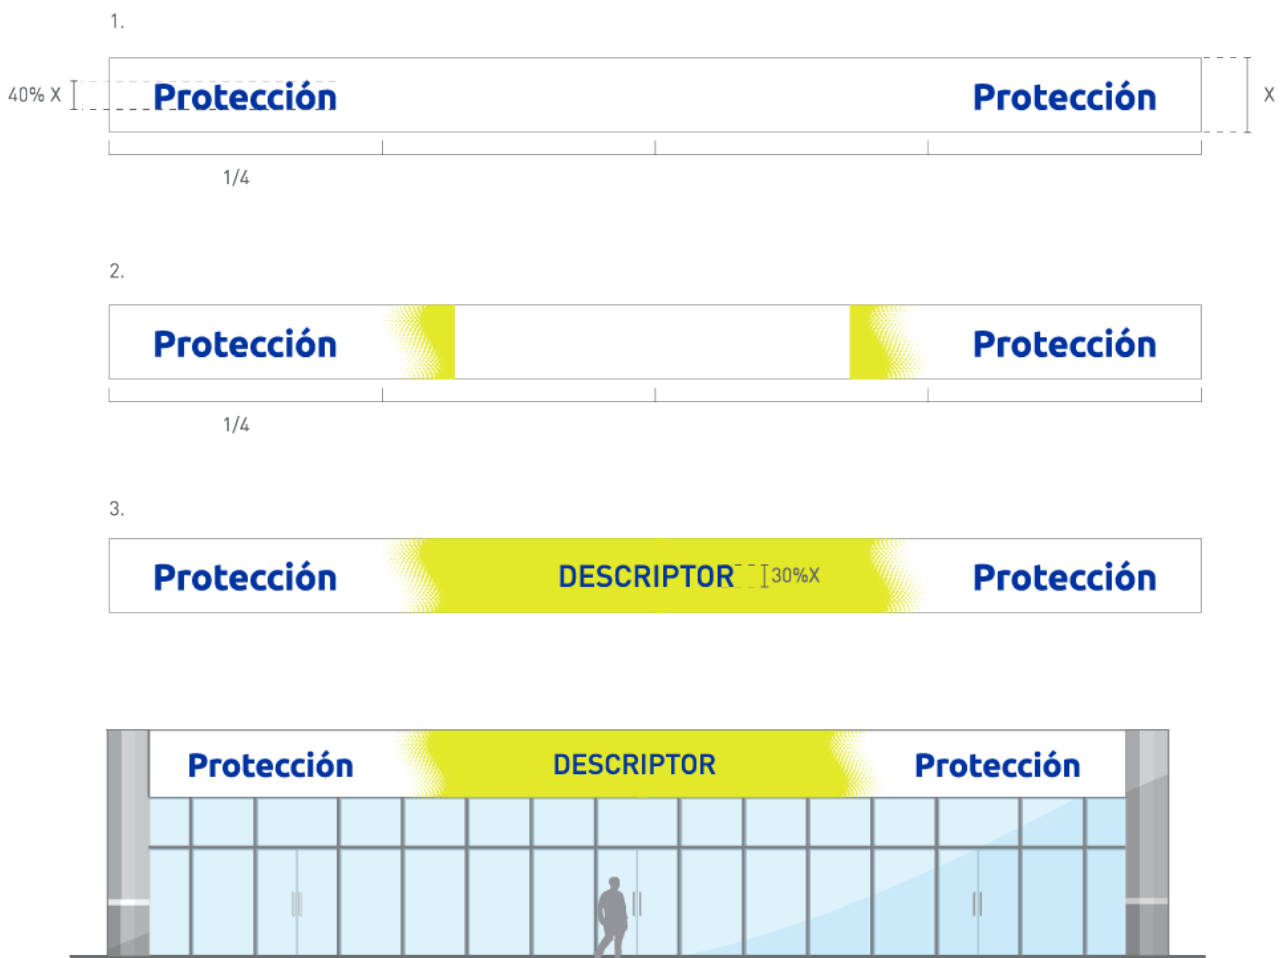 1.
40% X
Protección
Protección
X
1/4
2.
Protección
Protección
1/4
3.
Protección
DESCRIPTOR
30%X
Protección
Protección
DESCRIPTOR
Protección